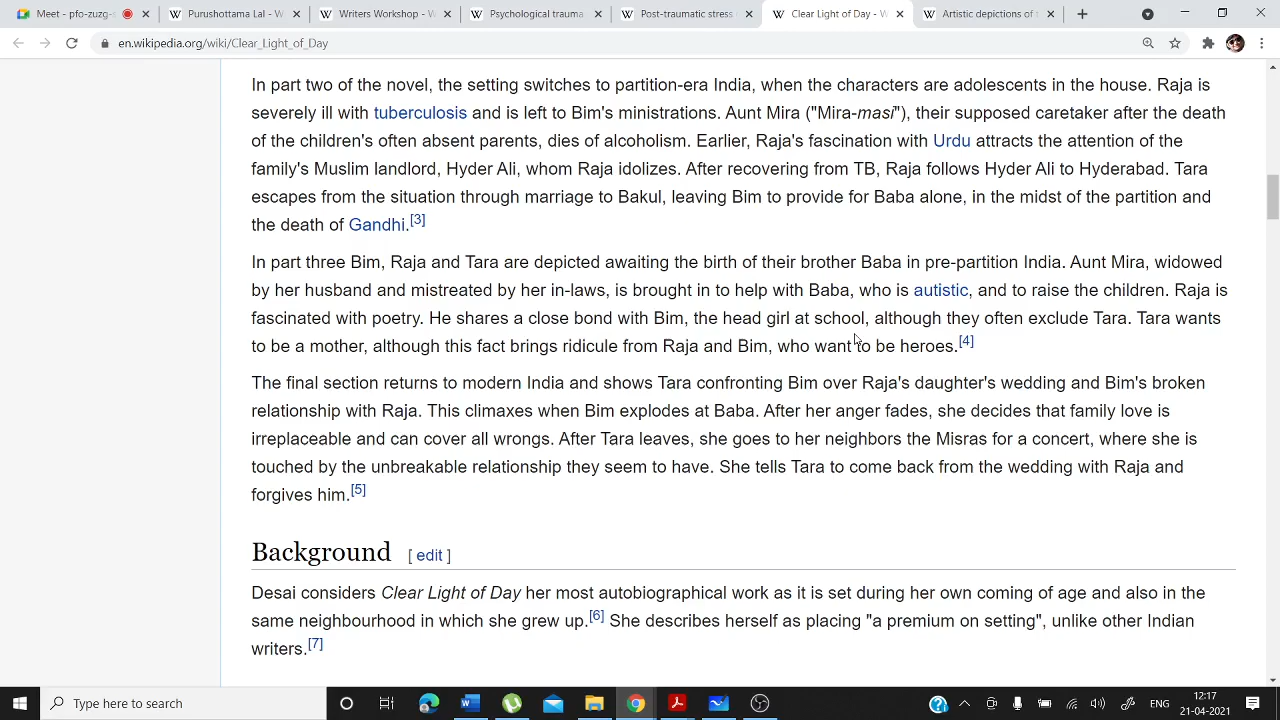 Meet - pfo-zuzg-
Purushottama Lal - W
Writers Workshop - W
Psychological trauma
Post-traumatic stress
Clear Light of Day - W
Artistic depictions of
en.wikipedia.org/wiki/Clear_Light_of_Day
In part two of the novel, the setting switches to partition-era India, when the characters are adolescents in the house. Raja is
severely ill with tuberculosis and is left to Bim's ministrations. Aunt Mira ("Mira-masi"), their supposed caretaker after the death
of the children's often absent parents, dies of alcoholism. Earlier, Raja's fascination with Urdu attracts the attention of the
family's Muslim landlord, Hyder Ali, whom Raja idolizes. After recovering from TB, Raja follows Hyder Ali to Hyderabad. Tara
escapes from the situation through marriage to Bakul, leaving Bim to provide for Baba alone, in the midst of the partition and
the death of Gandhi.[3]
In part three Bim, Raja and Tara are depicted awaiting the birth of their brother Baba in pre-partition India. Aunt Mira, widowed
by her husband and mistreated by her in-laws, is brought in to help with Baba, who is autistic, and to raise the children. Raja is
fascinated with poetry. He shares a close bond with Bim, the head girl at school, although they often exclude Tara. Tara wants
to be a mother, although this fact brings ridicule from Raja and Bim, who want to be heroes.[4]
The final section returns to modern India and shows Tara confronting Bim over Raja's daughter's wedding and Bim's broken
relationship with Raja. This climaxes when Bim explodes at Baba. After her anger fades, she decides that family love is
irreplaceable and can cover all wrongs. After Tara leaves, she goes to her neighbors the Misras for a concert, where she is
touched by the unbreakable relationship they seem to have. She tells Tara to come back from the wedding with Raja and
forgives him.[5]
Background [ edit ]
Desai considers Clear Light of Day her most autobiographical work as it is set during her own coming of age and also in the
same neighbourhood in which she grew up.[6] She describes herself as placing "a premium on setting", unlike other Indian
writers.[7]
Type here to search
ENG
12:17
21-04-2021